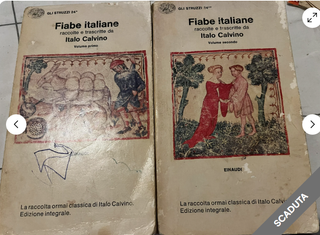 GLI STRUZZI
Fiabe italiane
raccolte e trascritte da
Italo Calvino
Volume primo
La raccolta ormai classica di Italo Calvino.
Edizione integrale.
GLI STRUZZI
Fiabe italiane
raccolte e trascritte da
Italo Calvino
Volume secondo
EINAUDI
La raccolta ormai classica di Italo Calvino
Edizione integrale.
SCADUTA